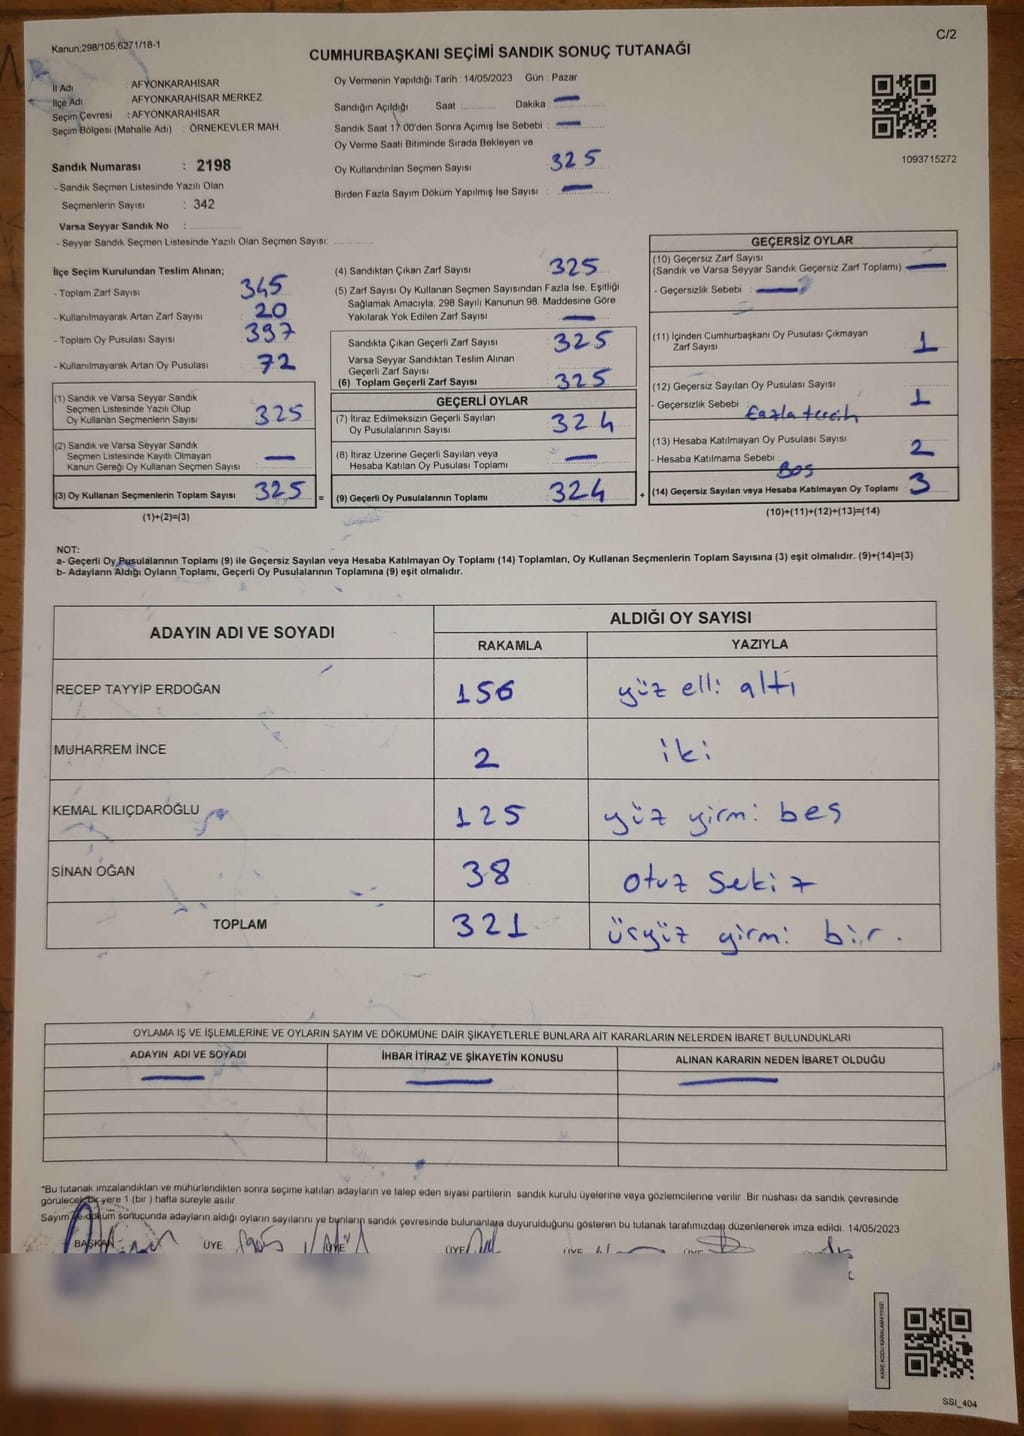 Kanun;298/105,6271/18-1
C/2
CUMHURBAŞKANI SEÇİMİ SANDIK SONUÇ TUTANAĞI
İl Adı : AFYONKARAHİSAR
İlçe Adı : AFYONKARAHİSAR MERKEZ
Seçim Çevresi : AFYONKARAHİSAR
Seçim Bölgesi (Mahalle Adı) : ÖRNEKEVLER MAH.
Sandık Numarası : 2198
- Sandık Seçmen Listesinde Yazılı Olan
Seçmenlerin Sayısı : 342
Varsa Seyyar Sandık No : ..............
- Seyyar Sandık Seçmen Listesinde Yazılı Olan Seçmen Sayısı: ..............
Oy Vermenin Yapıldığı Tarih : 14/05/2023 Gün : Pazar
Sandığın Açıldığı Saat ............ Dakika —
Sandık Saat 17:00'den Sonra Açımış İse Sebebi : —
Oy Verme Saati Bitiminde Sırada Bekleyen ve
Oy Kullandırılan Seçmen Sayısı : 325
Birden Fazla Sayım Döküm Yapılmış İse Sayısı : —
1093715272
İlçe Seçim Kurulundan Teslim Alınan;
- Toplam Zarf Sayısı : 345
- Kullanılmayarak Artan Zarf Sayısı : 20
- Toplam Oy Pusulası Sayısı : 397
- Kullanılmayarak Artan Oy Pusulası : 72
(1) Sandık ve Varsa Seyyar Sandık
Seçmen Listesinde Yazılı Olup
Oy Kullanan Seçmenlerin Sayısı : 325
(2) Sandık ve Varsa Seyyar Sandık
Seçmen Listesinde Kayıtlı Olmayan
Kanun Gereği Oy Kullanan Seçmen Sayısı : —
(3) Oy Kullanan Seçmenlerin Toplam Sayısı 325 =
(1)+(2)=(3)
(4) Sandıktan Çıkan Zarf Sayısı : 325
(5) Zarf Sayısı Oy Kullanan Seçmen Sayısından Fazla İse, Eşitliği
Sağlamak Amacıyla, 298 Sayılı Kanunun 98. Maddesine Göre
Yakılarak Yok Edilen Zarf Sayısı : —
Sandıkta Çıkan Geçerli Zarf Sayısı : 325
Varsa Seyyar Sandıktan Teslim Alınan
Geçerli Zarf Sayısı
(6) Toplam Geçerli Zarf Sayısı : 325
GEÇERLİ OYLAR
(7) İtiraz Edilmeksizin Geçerli Sayılan
Oy Pusulalarının Sayısı : 324
(8) İtiraz Üzerine Geçerli Sayılan veya
Hesaba Katılan Oy Pusulası Toplamı : —
(9) Geçerli Oy Pusulalarının Toplamı : 324 +
GEÇERSİZ OYLAR
(10) Geçersiz Zarf Sayısı
(Sandık ve Varsa Seyyar Sandık Geçersiz Zarf Toplamı) —
- Geçersizlik Sebebi : —
(11) İçinden Cumhurbaşkanı Oy Pusulası Çıkmayan
Zarf Sayısı : 1
(12) Geçersiz Sayılan Oy Pusulası Sayısı : 1
- Geçersizlik Sebebi : fazla tercih
(13) Hesaba Katılmayan Oy Pusulası Sayısı : 2
- Hesaba Katılmama Sebebi : Boş
(14) Geçersiz Sayılan veya Hesaba Katılmayan Oy Toplamı : 3
(10)+(11)+(12)+(13)=(14)
NOT:
a- Geçerli Oy Pusulalarının Toplamı (9) ile Geçersiz Sayılan veya Hesaba Katılmayan Oy Toplamı (14) Toplamları, Oy Kullanan Seçmenlerin Toplam Sayısına (3) eşit olmalıdır. (9)+(14)=(3)
b- Adayların Aldığı Oyların Toplamı, Geçerli Oy Pusulalarının Toplamına (9) eşit olmalıdır.
ADAYIN ADI VE SOYADI
ALDIĞI OY SAYISI
RAKAMLA YAZIYLA
RECEP TAYYİP ERDOĞAN 156 yüz elli altı
MUHARREM İNCE 2 iki
KEMAL KILIÇDAROĞLU 125 yüz yirmi beş
SİNAN OĞAN 38 otuz sekiz
TOPLAM 321 üçyüz yirmi bir.
OYLAMA İŞ VE İŞLEMLERİNE VE OYLARIN SAYIM VE DÖKÜMÜNE DAİR ŞİKAYETLERLE BUNLARA AİT KARARLARIN NELERDEN İBARET BULUNDUKLARI
ADAYIN ADI VE SOYADI İHBAR İTİRAZ VE ŞİKAYETİN KONUSU ALINAN KARARIN NEDEN İBARET OLDUĞU
— — —
*Bu tutanak imzalandıktan ve mühürlendikten sonra seçime katılan adayların ve talep eden siyasi partilerin sandık kurulu üyelerine veya gözlemcilerine verilir .Bir nüshası da sandık çevresinde
görülecek bir yere 1 (bir ) hafta süreyle asılır.
Sayım ve döküm sonucunda adayların aldığı oyların sayılarını ve bunların sandık çevresinde bulunanlara duyurulduğunu gösteren bu tutanak tarafımızdan düzenlenerek imza edildi. 14/05/2023
BAŞKAN ÜYE ÜYE ÜYE ÜYE ÜYE
SSI_404